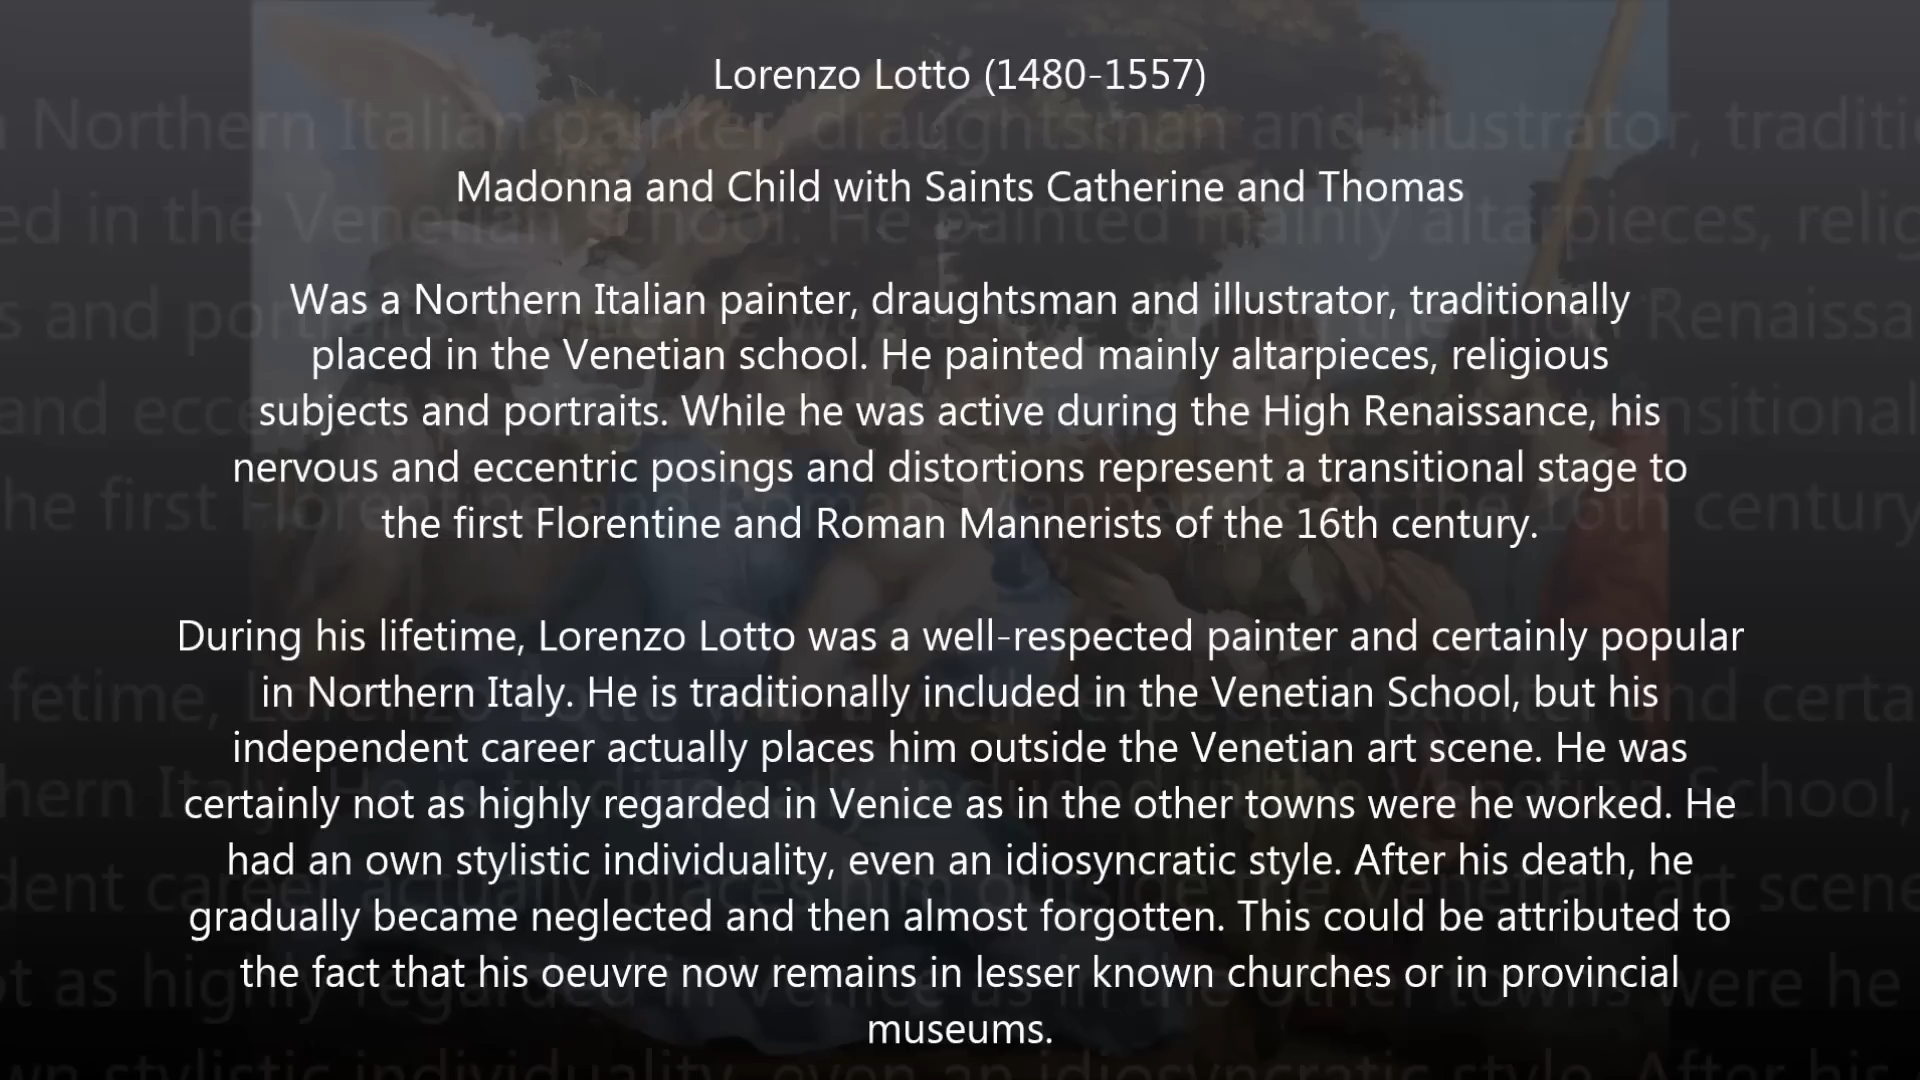 Lorenzo Lotto (1480-1557)
Madonna and Child with Saints Catherine and Thomas
Was a Northern Italian painter, draughtsman and illustrator, traditionally
placed in the Venetian school. He painted mainly altarpieces, religious
subjects and portraits. While he was active during the High Renaissance, his
nervous and eccentric posings and distortions represent a transitional stage to
the first Florentine and Roman Mannerists of the 16th century.
During his lifetime, Lorenzo Lotto was a well-respected painter and certainly popular
in Northern Italy. He is traditionally included in the Venetian School, but his
independent career actually places him outside the Venetian art scene. He was
certainly not as highly regarded in Venice as in the other towns were he worked. He
had an own stylistic individuality, even an idiosyncratic style. After his death, he
gradually became neglected and then almost forgotten. This could be attributed to
the fact that his oeuvre now remains in lesser known churches or in provincial
museums.